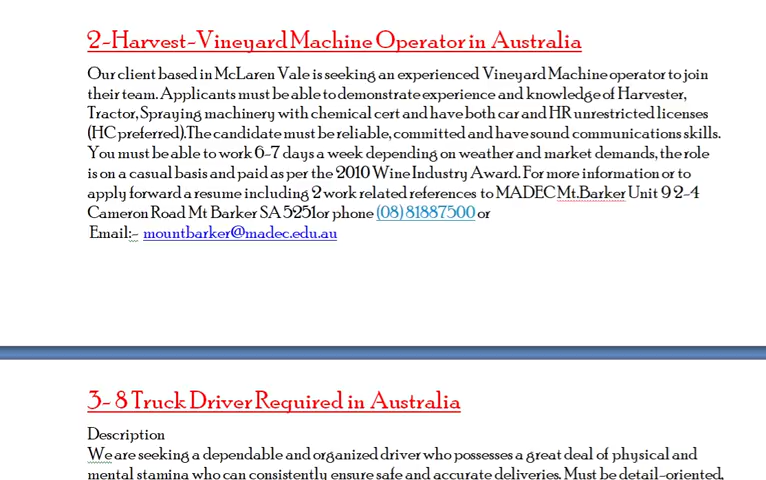 2-Harvest-Vineyard Machine Operator in Australia
Our client based in McLaren Vale is seeking an experienced Vineyard Machine operator to join
their team. Applicants must be able to demonstrate experience and knowledge of Harvester,
Tractor, Spraying machinery with chemical cert and have both car and HR unrestricted licenses
(HC preferred).The candidate must be reliable, committed and have sound communications skills.
You must be able to work 6-7 days a week depending on weather and market demands, the role
is on a casual basis and paid as per the 2010 Wine Industry Award. For more information or to
apply forward a resume including 2 work related references to MADEC Mt.Barker Unit 9 2-4
Cameron Road Mt Barker SA 5251or phone (08) 81887500 or
Email:- mountbarker@madec.edu.au
3- 8 Truck Driver Required in Australia
Description
We are seeking a dependable and organized driver who possesses a great deal of physical and
mental stamina who can consistently ensure safe and accurate deliveries. Must be detail-oriented,